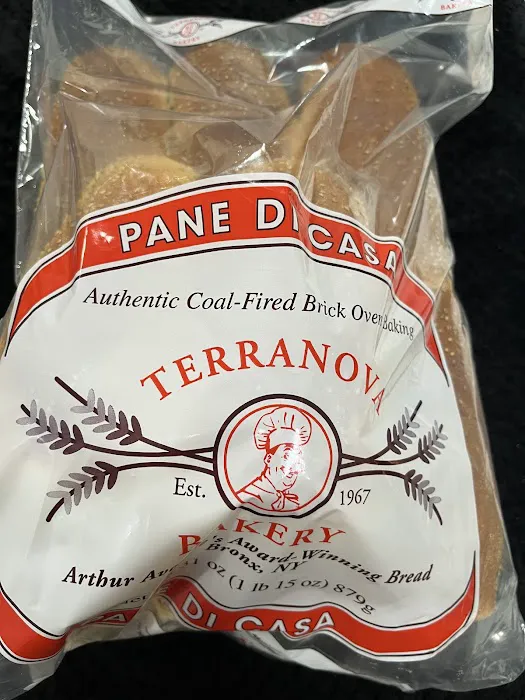 PANE DI CASA
Authentic Coal-Fired Brick Oven Baking
TERRANOVA
Est. 1967
BAKERY
Arthur Av 's Award-Winning Bread
Bronx, NY
1 oz (1 lb 15 oz) 879g
DI CASA